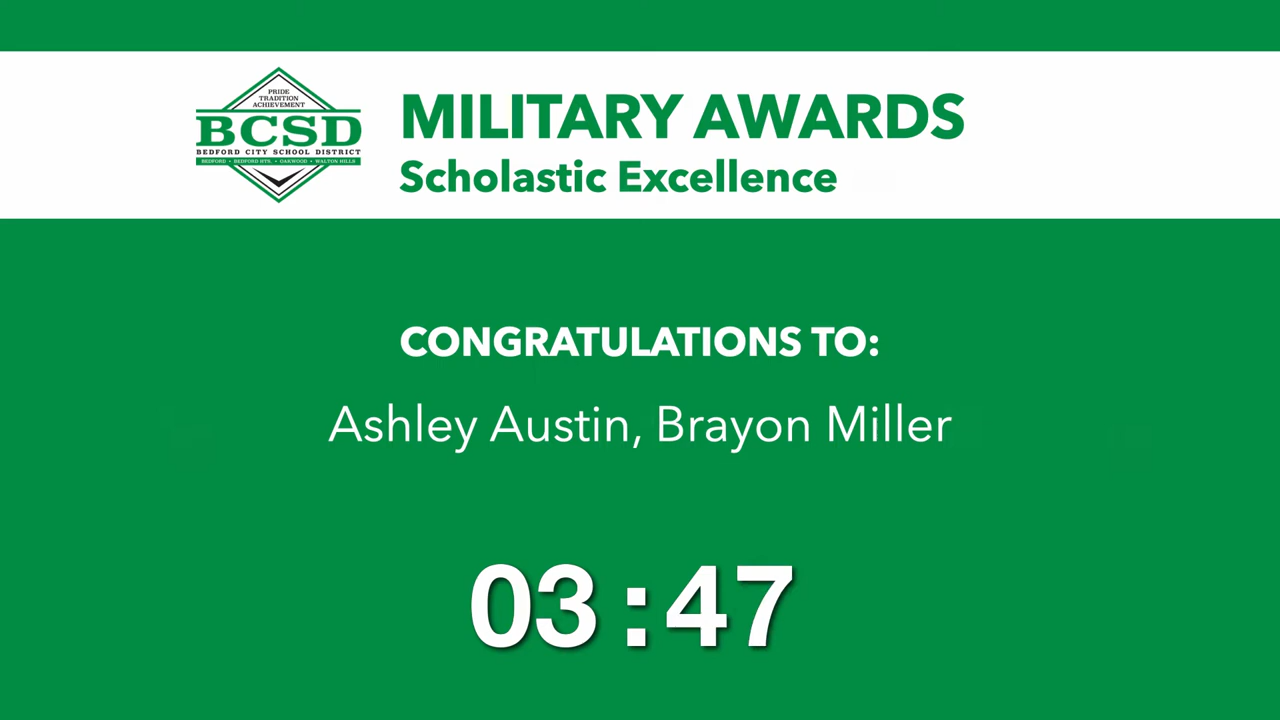 PRIDE
TRADITION
ACHIEVEMENT
BCSD
BEDFORD CITY SCHOOL DISTRICT
BEDFORD • BEDFORD HTS. • OAKWOOD • WALTON HILLS
MILITARY AWARDS
Scholastic Excellence
CONGRATULATIONS TO:
Ashley Austin, Brayon Miller
03:47